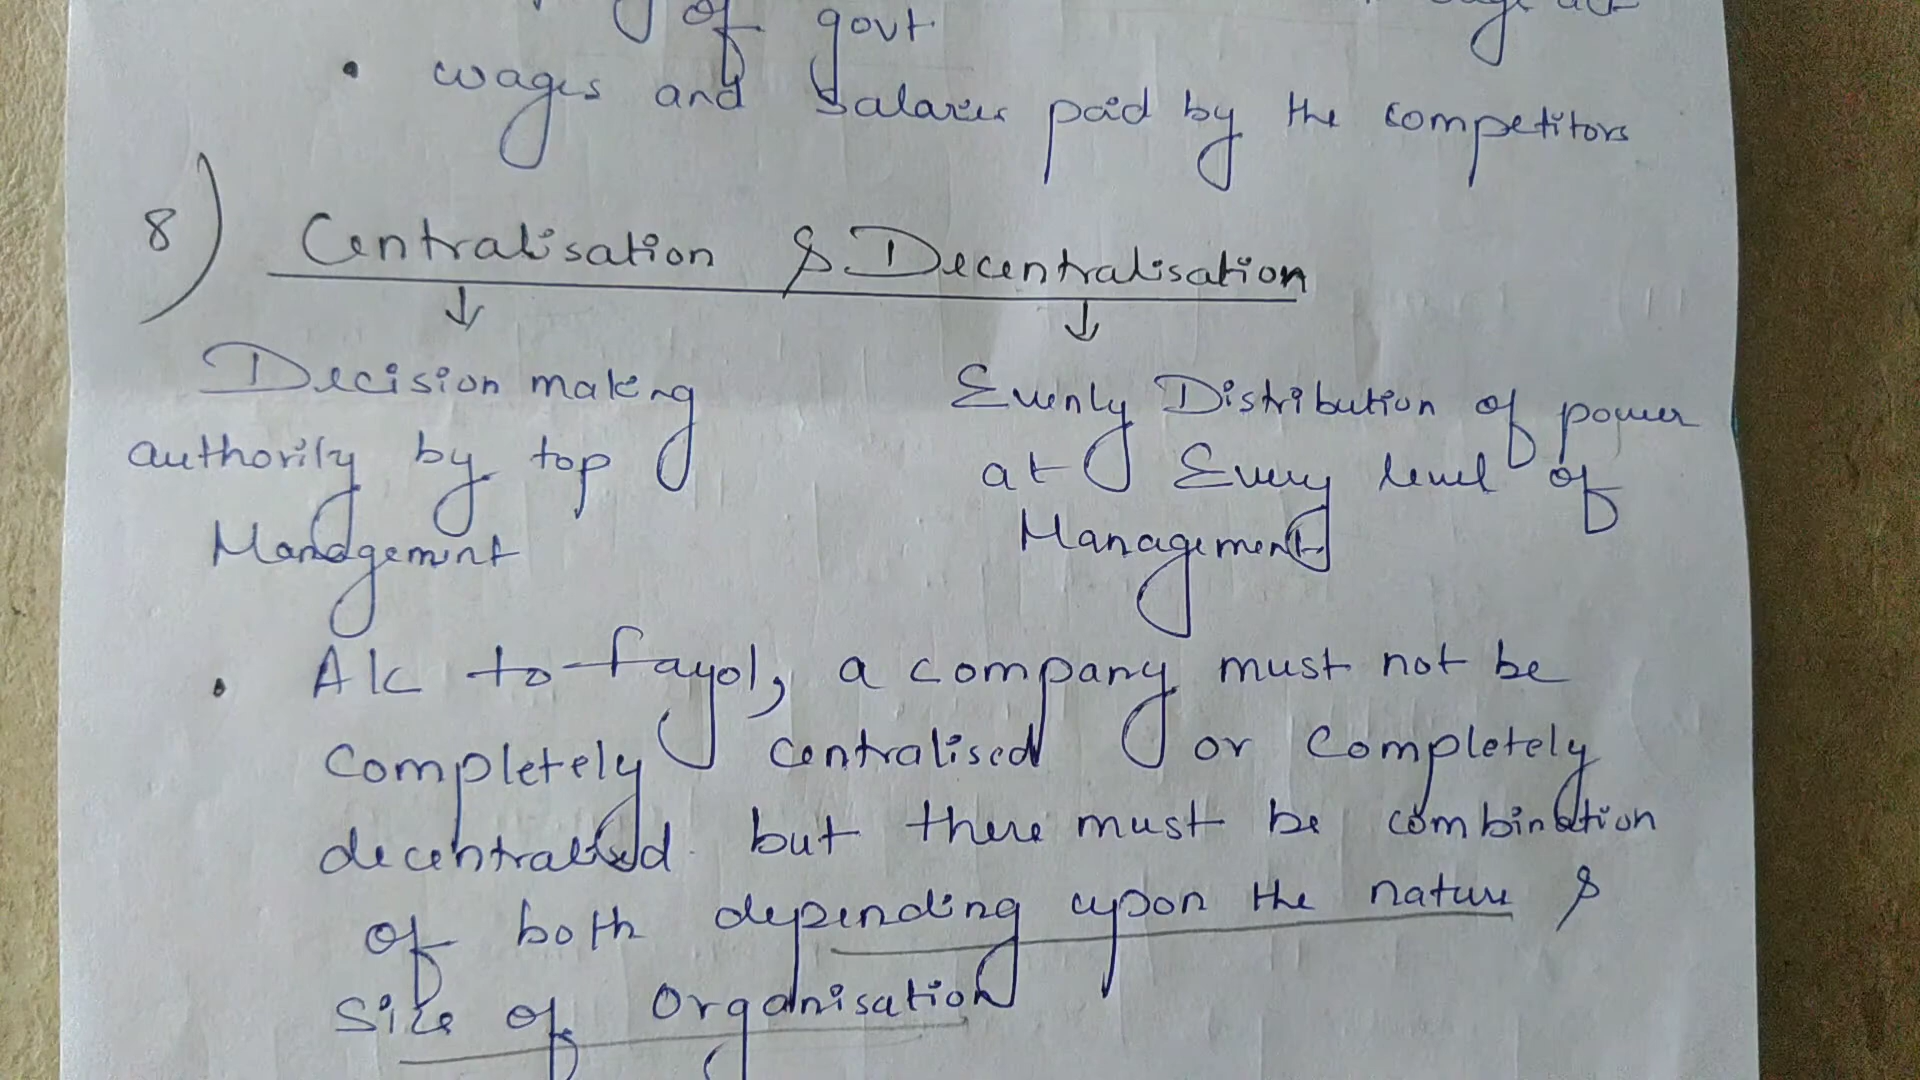 of govt.
• wages and Salaries paid by the competitors
8) Centralisation & Decentralisation
↓ ↓
Decision making Evenly Distribution of power
authority by top at Every level of
Management Management
• A/c to fayol, a company must not be
completely centralised or completely
decentralised. but there must be combination
of both depending upon the nature &
Size of Organisation